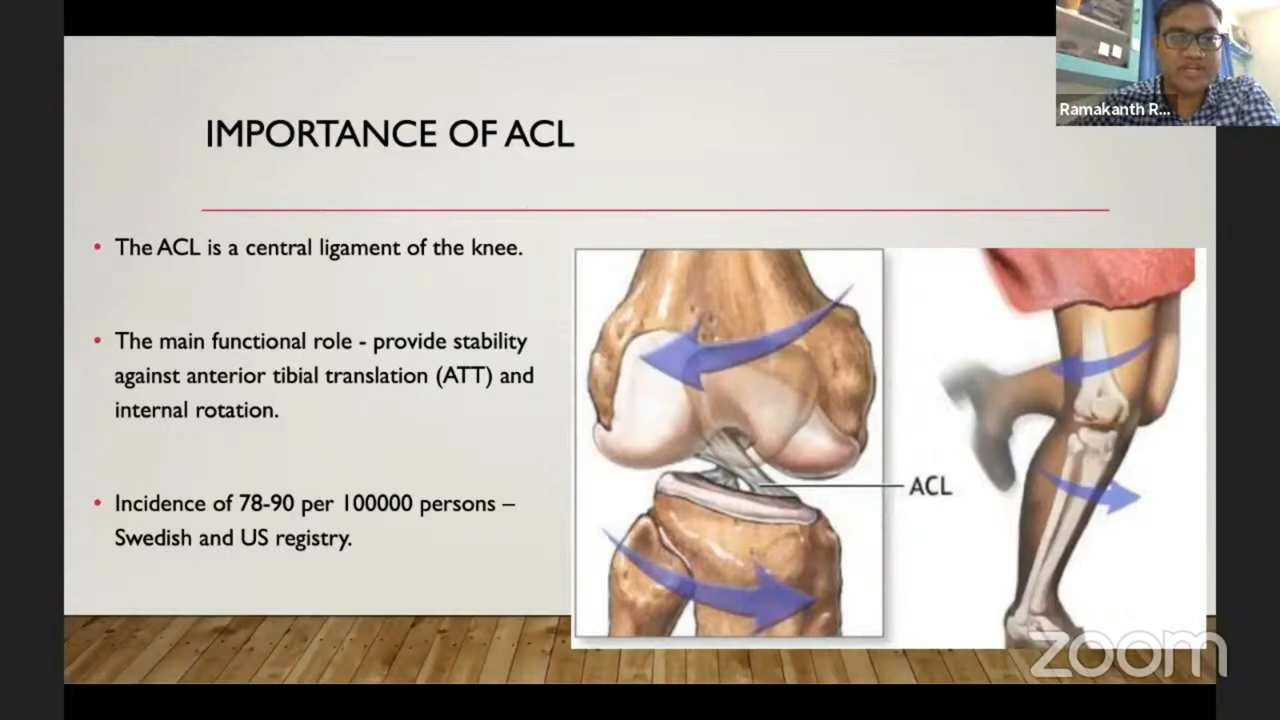 Ramakanth R...
IMPORTANCE OF ACL
• The ACL is a central ligament of the knee.
• The main functional role - provide stability
against anterior tibial translation (ATT) and
internal rotation.
• Incidence of 78-90 per 100000 persons –
Swedish and US registry.
ACL
zoom